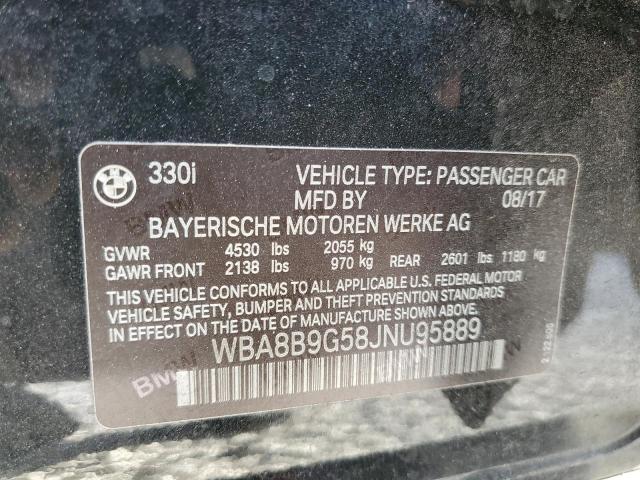 330i VEHICLE TYPE: PASSENGER CAR
MFD BY 08/17
BAYERISCHE MOTOREN WERKE AG
GVWR 4530 lbs 2055 kg
GAWR FRONT 2138 lbs 970 kg REAR 2601 lbs 1180 kg
THIS VEHICLE CONFORMS TO ALL APPLICABLE U.S. FEDERAL MOTOR
VEHICLE SAFETY, BUMPER AND THEFT PREVENTION STANDARDS
IN EFFECT ON THE DATE OF MANUFACTURE SHOWN ABOVE.
WBA8B9G58JNU95889
BMW